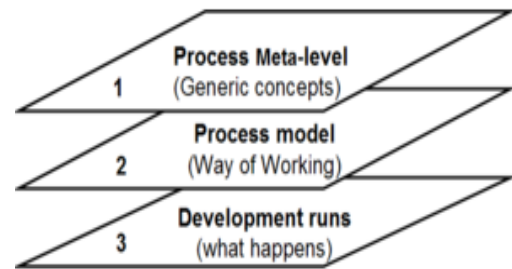 Process Meta-level
1 (Generic concepts)
Process model
2 (Way of Working)
Development runs
3 (what happens)